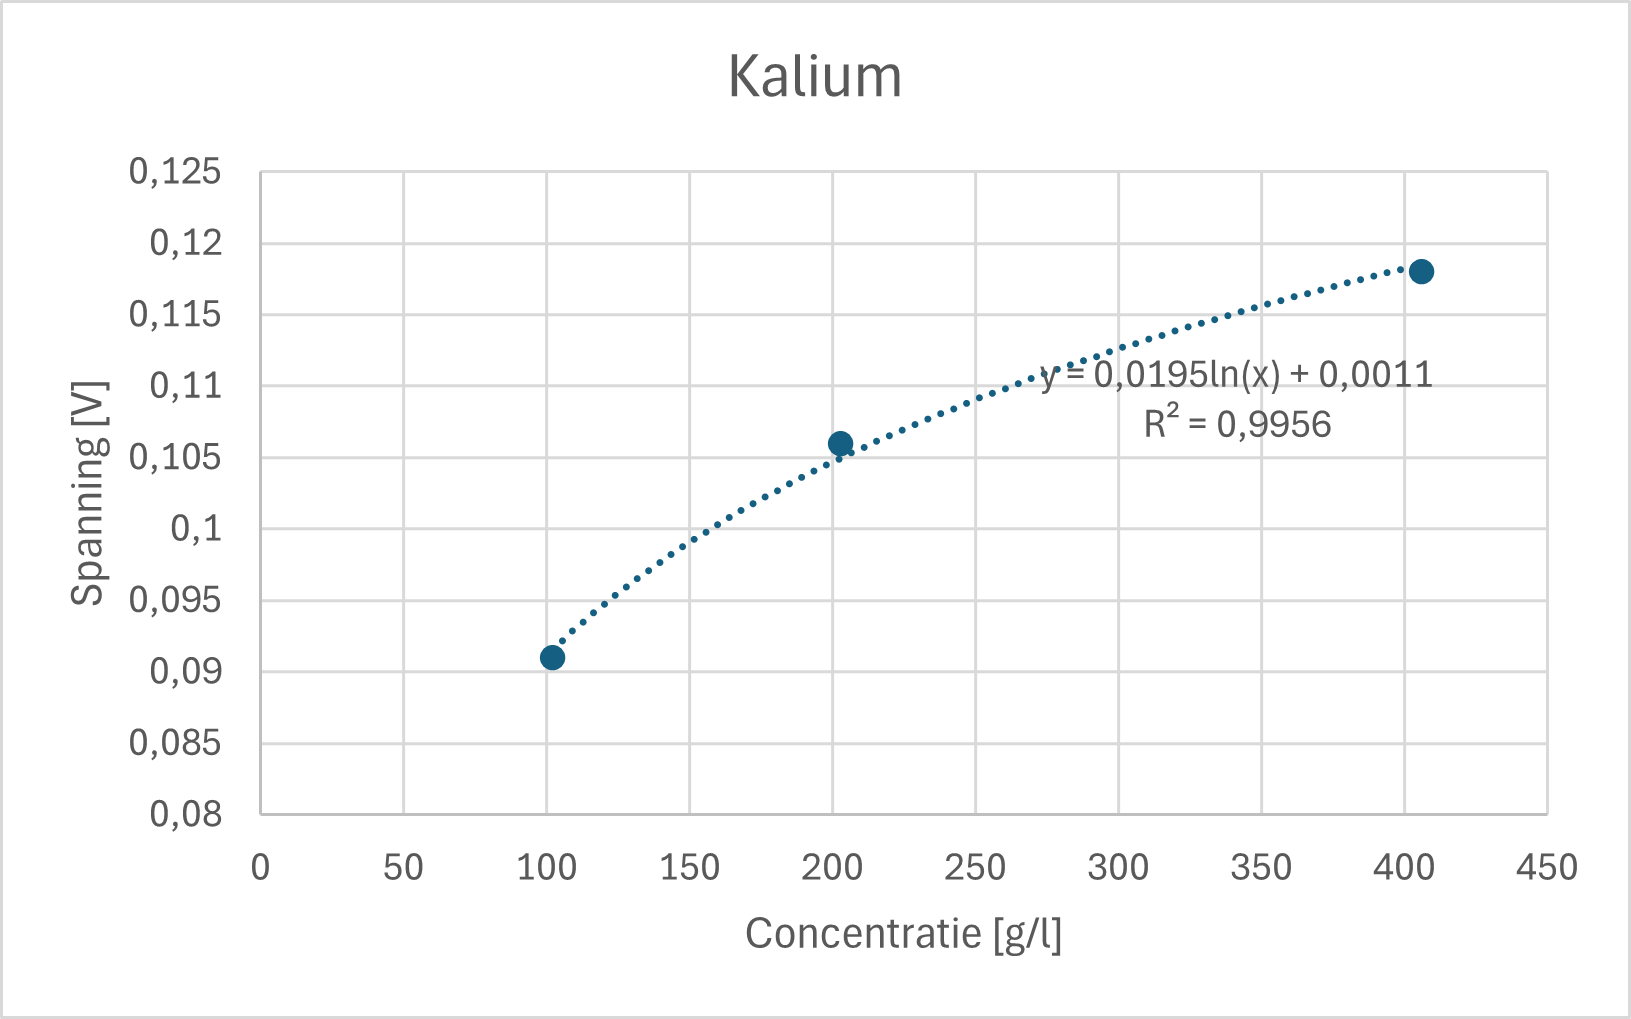 Kalium
0,125
0,12
0,115
0,11
0,105
0,1
0,095
0,09
0,085
0,08
Spanning [V]
y = 0,0195ln(x) + 0,0011
R² = 0,9956
0 50 100 150 200 250 300 350 400 450
Concentratie [g/l]